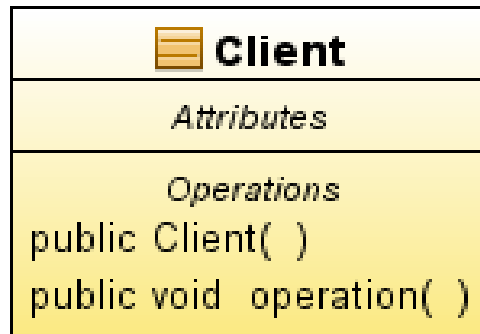 Client
Attributes
Operations
public Client( )
public void operation( )